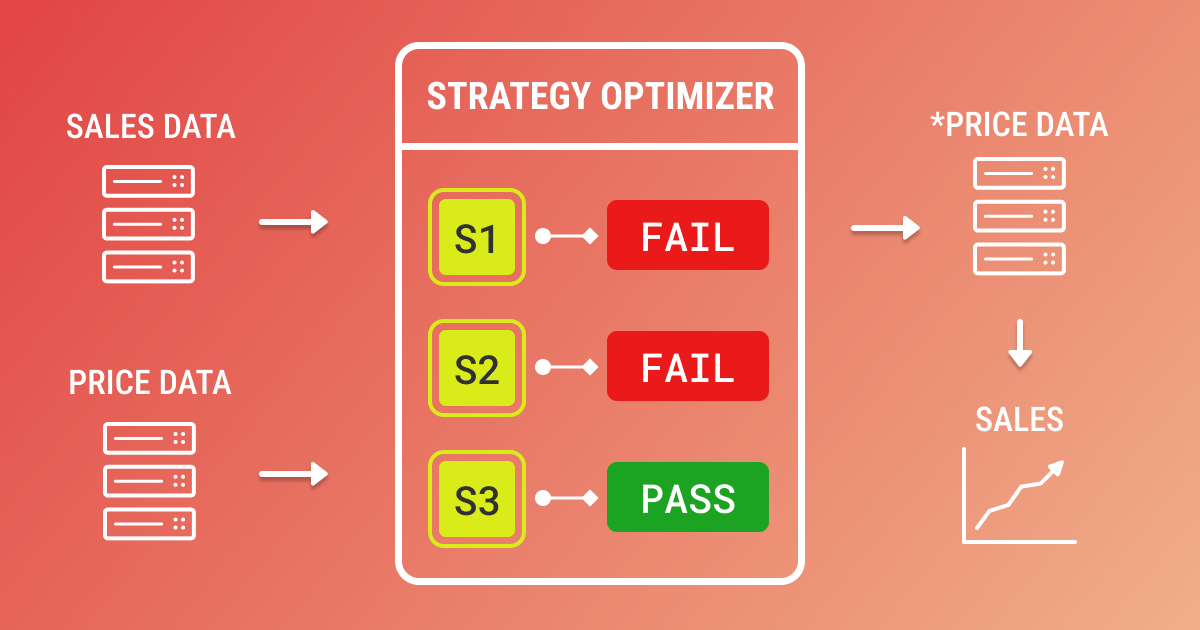 SALES DATA
PRICE DATA
STRATEGY OPTIMIZER
S1 FAIL
S2 FAIL
S3 PASS
*PRICE DATA
SALES